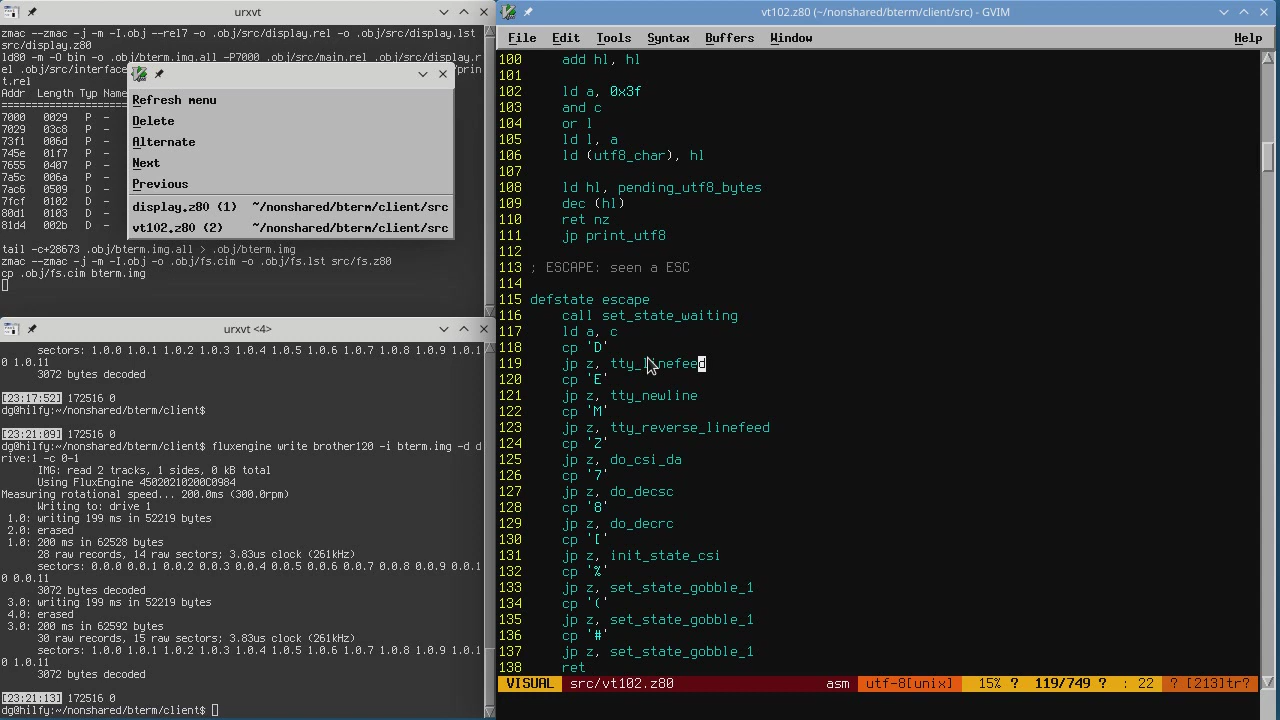 urxvt
zmac --zmac -j -m -I.obj --rel7 -o .obj/src/display.rel -o .obj/src/display.lst
src/display.z80
ld80 -m -O bin -o .obj/bterm.img.all -P7000 .obj/src/main.rel .obj/src/display.r
el .obj/src/interfac
/prin
t.rel
Addr   Length Typ Name
7000   0029   P  -
7029   03c8   P  -
73f1   006d   P  -
745e   01f7   P  -
7655   0407   P  -
7a5c   006a   P  -
7ac6   0509   D  -
7fcf   0102   D  -
80d1   0103   D  -
81d4   002b   D  -
tail -c+28673 .obj/bterm.img.all > .obj/bterm.img
zmac --zmac -j -m -I.obj -o .obj/fs.cim -o .obj/fs.lst src/fs.z80
cp .obj/fs.cim bterm.img
Refresh menu
Delete
Alternate
Next
Previous
display.z80 (1)  ~/nonshared/bterm/client/src
vt102.z80 (2)    ~/nonshared/bterm/client/src
urxvt <4>
sectors: 1.0.0 1.0.1 1.0.2 1.0.3 1.0.4 1.0.5 1.0.6 1.0.7 1.0.8 1.0.9 1.0.1
0 1.0.11
3072 bytes decoded
[23:17:52] 172516 0
dg@hilfy:~/nonshared/bterm/client$
[23:21:09] 172516 0
dg@hilfy:~/nonshared/bterm/client$ fluxengine write brother120 -i bterm.img -d d
rive:1 -c 0-1
IMG: read 2 tracks, 1 sides, 0 kB total
Using FluxEngine 4502021020C0984
Measuring rotational speed... 200.0ms (300.0rpm)
Writing to: drive 1
1.0: writing 199 ms in 52219 bytes
2.0: erased
1.0: 200 ms in 62528 bytes
28 raw records, 14 raw sectors; 3.83us clock (261kHz)
sectors: 0.0.0 0.0.1 0.0.2 0.0.3 0.0.4 0.0.5 0.0.6 0.0.7 0.0.8 0.0.9 0.0.1
0 0.0.11
3072 bytes decoded
3.0: writing 199 ms in 52219 bytes
4.0: erased
3.0: 200 ms in 62592 bytes
30 raw records, 15 raw sectors; 3.83us clock (261kHz)
sectors: 1.0.0 1.0.1 1.0.2 1.0.3 1.0.4 1.0.5 1.0.6 1.0.7 1.0.8 1.0.9 1.0.1
0 1.0.11
3072 bytes decoded
[23:21:13] 172516 0
dg@hilfy:~/nonshared/bterm/client$
vt102.z80 (~/nonshared/bterm/client/src) - GVIM
File Edit Tools Syntax Buffers Window Help
100     add hl, hl
101
102     ld a, 0x3f
103     and c
104     or l
105     ld l, a
106     ld (utf8_char), hl
107
108     ld hl, pending_utf8_bytes
109     dec (hl)
110     ret nz
111     jp print_utf8
112
113 ; ESCAPE: seen a ESC
114
115 defstate escape
116     call set_state_waiting
117     ld a, c
118     cp 'D'
119     jp z, tty_linefeed
120     cp 'E'
121     jp z, tty_newline
122     cp 'M'
123     jp z, tty_reverse_linefeed
124     cp 'Z'
125     jp z, do_csi_da
126     cp '7'
127     jp z, do_decsc
128     cp '8'
129     jp z, do_decrc
130     cp '['
131     jp z, init_state_csi
132     cp '%'
133     jp z, set_state_gobble_1
134     cp '('
135     jp z, set_state_gobble_1
136     cp '#'
137     jp z, set_state_gobble_1
138     ret
VISUAL src/vt102.z80 asm utf-8[unix] 15% ? 119/749 ? : 22 ? [213]tr?